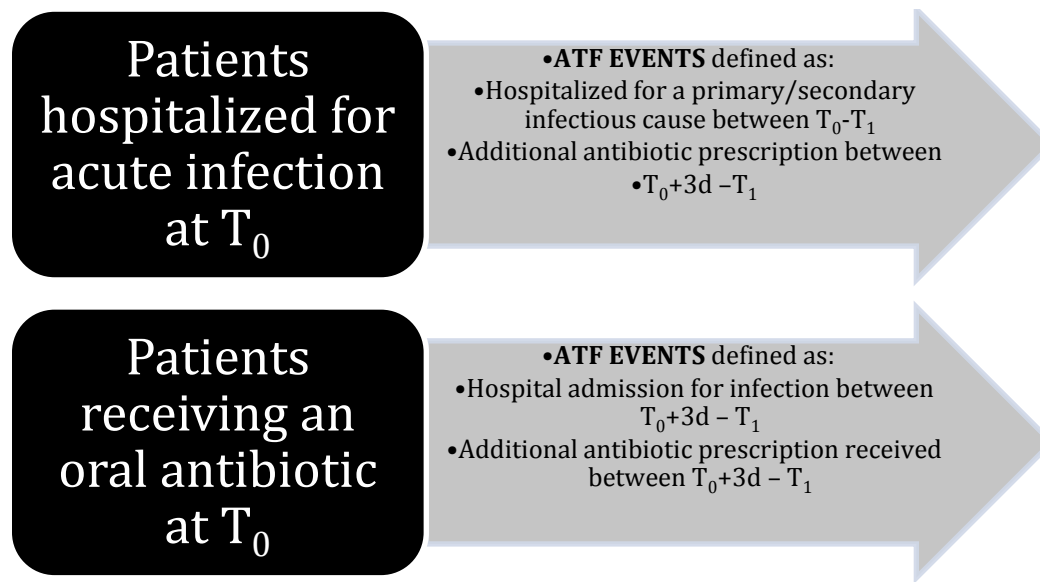 Patients
hospitalized for
acute infection
at T₀
•ATF EVENTS defined as:
•Hospitalized for a primary/secondary
infectious cause between T₀-T₁
•Additional antibiotic prescription between
•T₀+3d –T₁
Patients
receiving an
oral antibiotic
at T₀
•ATF EVENTS defined as:
•Hospital admission for infection between
T₀+3d – T₁
•Additional antibiotic prescription received
between T₀+3d – T₁